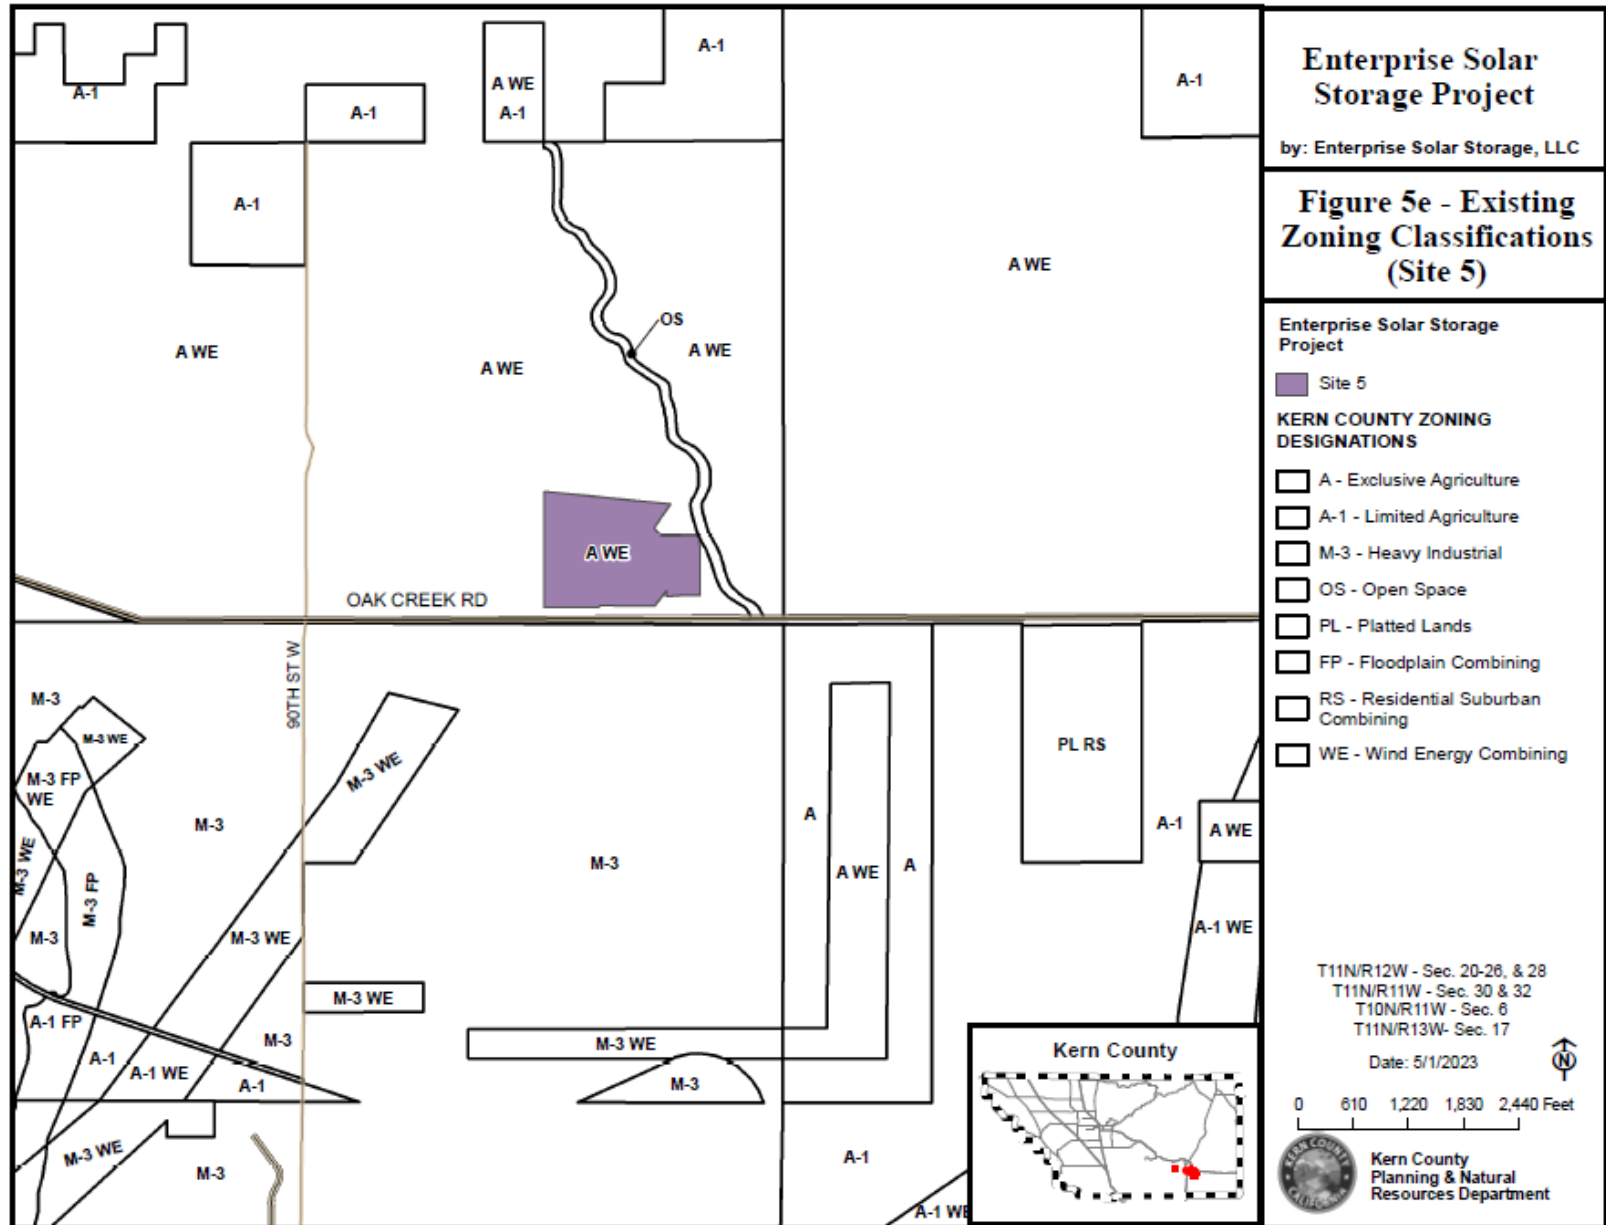 A-1
A-1
A WE
A-1
A-1
A-1
A-1
A WE
OS
A WE
A WE
A WE
A WE
OAK CREEK RD
90TH ST W
M-3
M-3 WE
M-3 FP
WE
M-3 WE
M-3 FP
M-3
M-3
M-3 WE
M-3 WE
M-3
M-3 WE
A-1 FP
A-1
A-1 WE
M-3
A-1
M-3 WE
M-3
M-3
M-3 WE
M-3
A
A WE
A
PL RS
A-1
A WE
A-1 WE
A-1
A-1 WE
Kern County
Enterprise Solar
Storage Project
by: Enterprise Solar Storage, LLC
Figure 5e - Existing
Zoning Classifications
(Site 5)
Enterprise Solar Storage
Project
Site 5
KERN COUNTY ZONING
DESIGNATIONS
A - Exclusive Agriculture
A-1 - Limited Agriculture
M-3 - Heavy Industrial
OS - Open Space
PL - Platted Lands
FP - Floodplain Combining
RS - Residential Suburban
Combining
WE - Wind Energy Combining
T11N/R12W - Sec. 20-26, & 28
T11N/R11W - Sec. 30 & 32
T10N/R11W - Sec. 6
T11N/R13W- Sec. 17
Date: 5/1/2023
N
0 610 1,220 1,830 2,440 Feet
KERN COUNTY
CALIFORNIA
Kern County
Planning & Natural
Resources Department